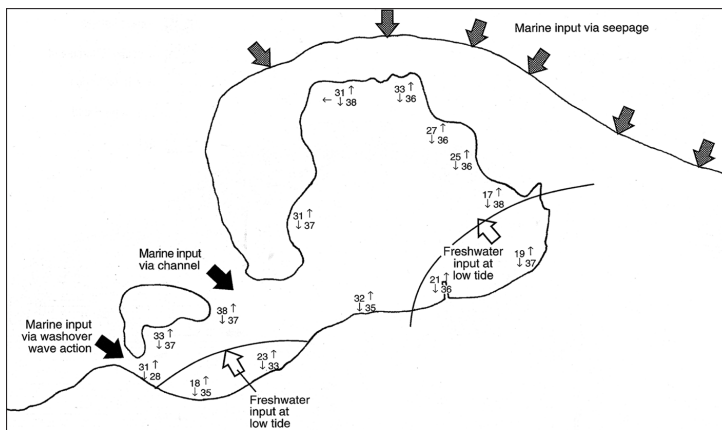 Marine input via seepage
31 ↑
← ↓ 38
33 ↑
↓ 36
27 ↑
↓ 36
25 ↑
↓ 36
17 ↑
↓ 38
31 ↑
↓ 37
Freshwater
input at
low tide
19 ↑
↓ 37
Marine input
via channel
21 ↑
↓ 36
32 ↑
↓ 35
38 ↑
↓ 37
Marine input
via washover
wave action
33 ↑
↓ 37
31 ↑
↓ 28
23 ↑
↓ 33
18 ↑
↓ 35
Freshwater
input at
low tide